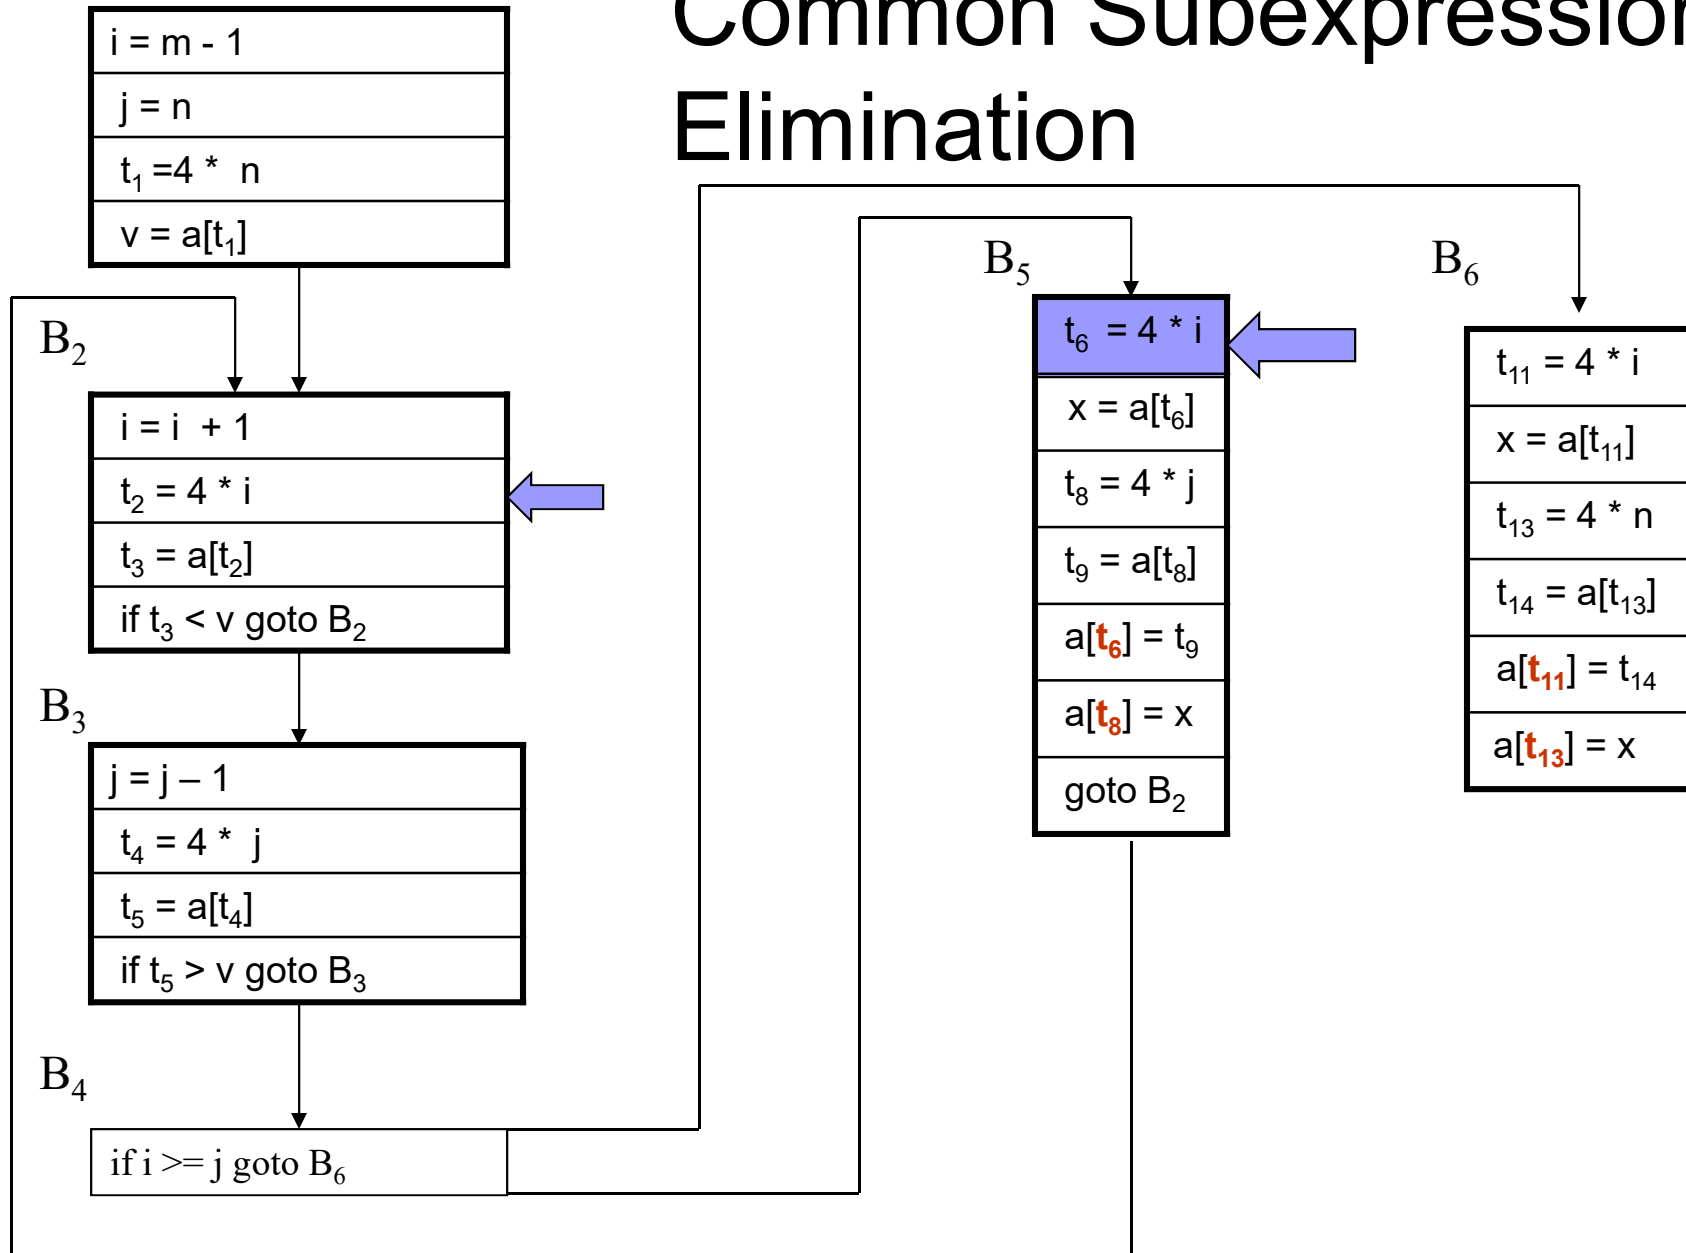 Common Subexpression
Elimination
i = m - 1
j = n
t₁ =4 * n
v = a[t₁]
B₂
i = i + 1
t₂ = 4 * i
t₃ = a[t₂]
if t₃ < v goto B₂
B₃
j = j – 1
t₄ = 4 * j
t₅ = a[t₄]
if t₅ > v goto B₃
B₄
if i >= j goto B₆
B₅
t₆ = 4 * i
x = a[t₆]
t₈ = 4 * j
t₉ = a[t₈]
a[t₆] = t₉
a[t₈] = x
goto B₂
B₆
t₁₁ = 4 * i
x = a[t₁₁]
t₁₃ = 4 * n
t₁₄ = a[t₁₃]
a[t₁₁] = t₁₄
a[t₁₃] = x